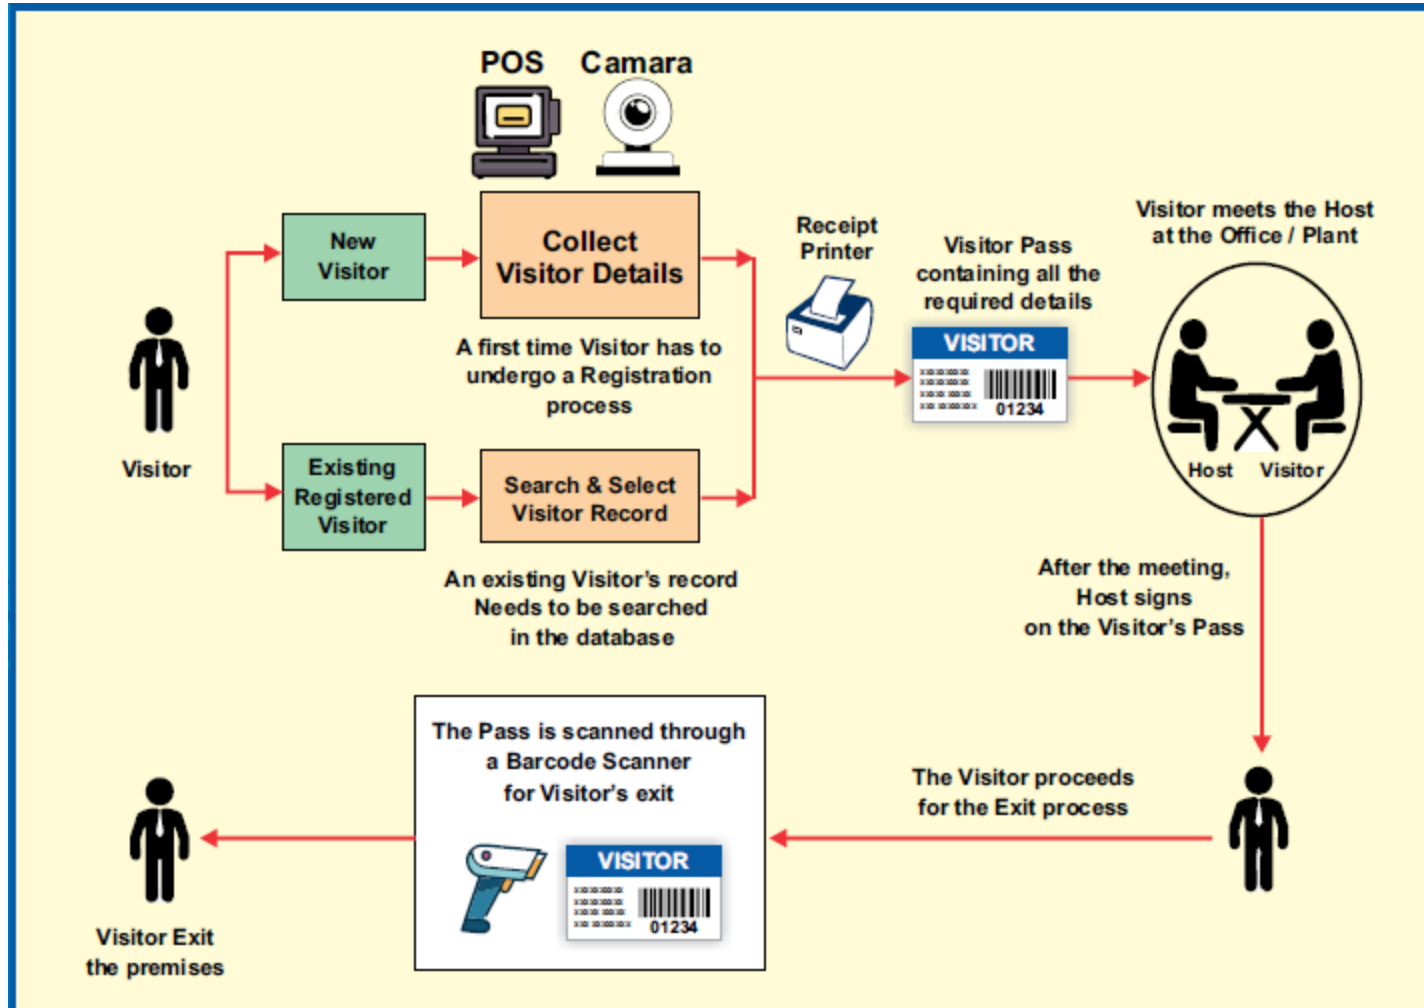 POS
Camara
New
Visitor
Collect
Visitor Details
A first time Visitor has to
undergo a Registration
process
Visitor
Existing
Registered
Visitor
Search & Select
Visitor Record
An existing Visitor's record
Needs to be searched
in the database
Receipt
Printer
Visitor Pass
containing all the
required details
VISITOR
01234
Visitor meets the Host
at the Office / Plant
Host Visitor
After the meeting,
Host signs
on the Visitor's Pass
The Visitor proceeds
for the Exit process
The Pass is scanned through
a Barcode Scanner
for Visitor's exit
VISITOR
01234
Visitor Exit
the premises